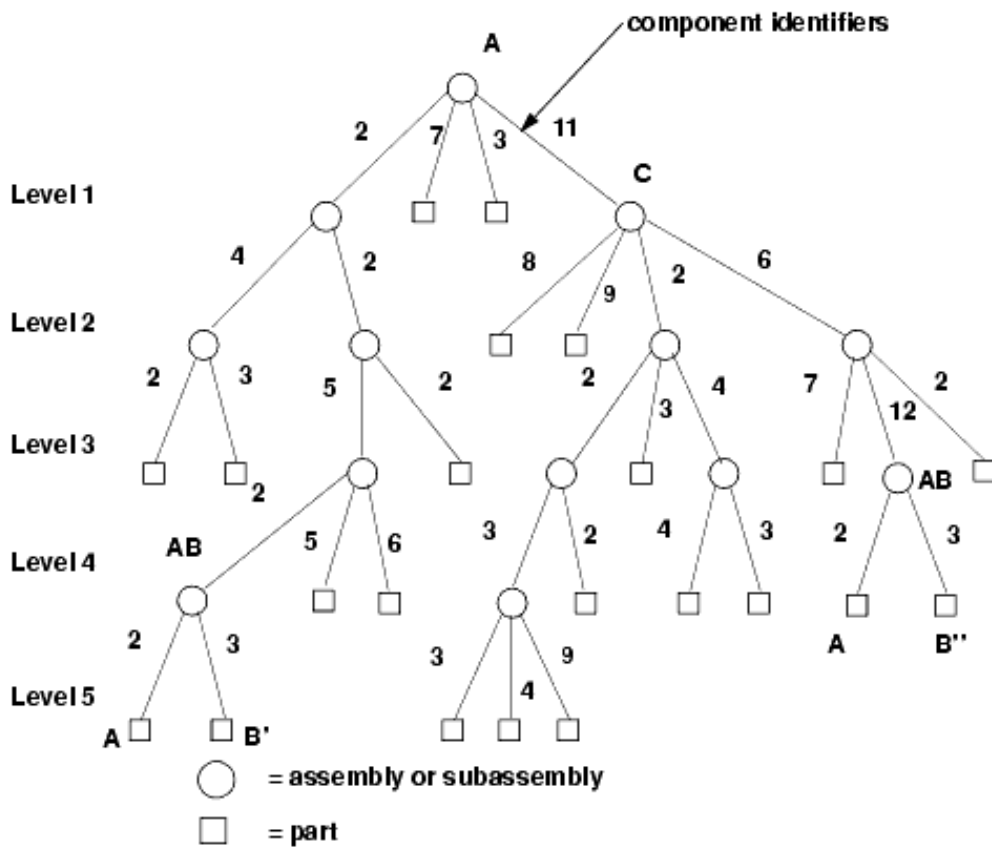 component identifiers
A
2 7 3 11
Level 1
C
4 2 8 9 2 6
Level 2
2 3 5 2 2 3 4 7 12 2
Level 3
AB
2
AB
5 6 3 2 4 3 2 3
Level 4
A B''
2 3 3 4 9
Level 5
A B'
= assembly or subassembly
= part